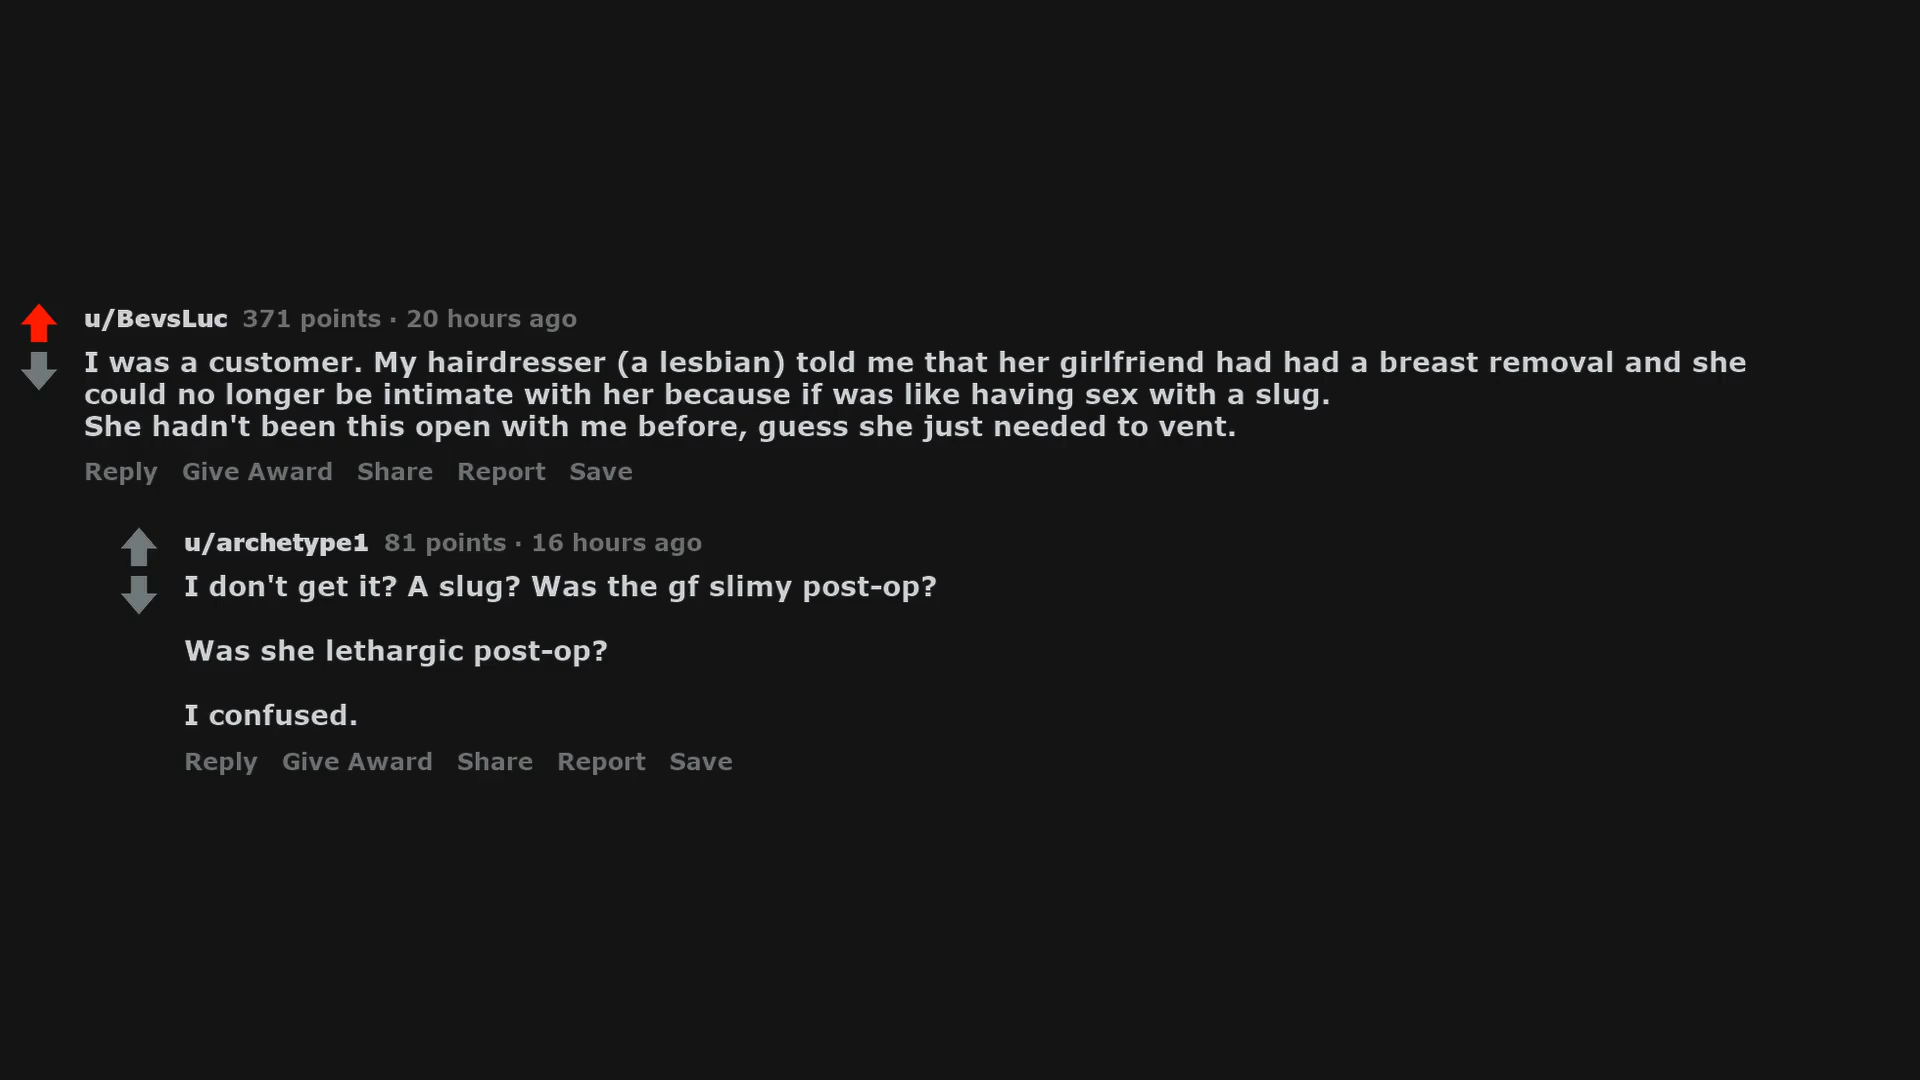 u/BevsLuc 371 points · 20 hours ago
I was a customer. My hairdresser (a lesbian) told me that her girlfriend had had a breast removal and she
could no longer be intimate with her because if was like having sex with a slug.
She hadn't been this open with me before, guess she just needed to vent.
Reply Give Award Share Report Save
u/archetype1 81 points · 16 hours ago
I don't get it? A slug? Was the gf slimy post-op?
Was she lethargic post-op?
I confused.
Reply Give Award Share Report Save